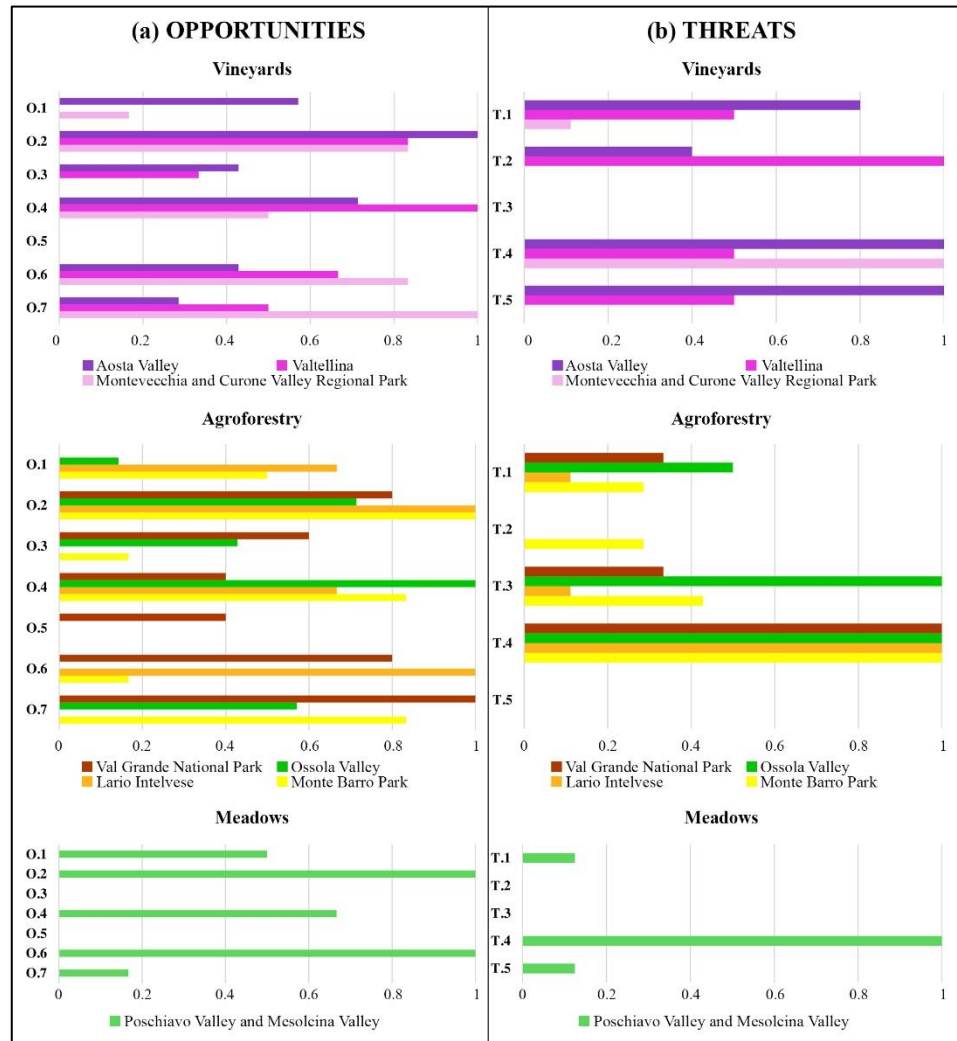 (a) OPPORTUNITIES
Vineyards
O.1
O.2
O.3
O.4
O.5
O.6
O.7
0 0.2 0.4 0.6 0.8 1
Aosta Valley Valtellina
Montevecchia and Curone Valley Regional Park
Agroforestry
O.1
O.2
O.3
O.4
O.5
O.6
O.7
0 0.2 0.4 0.6 0.8 1
Val Grande National Park Ossola Valley
Lario Intelvese Monte Barro Park
Meadows
O.1
O.2
O.3
O.4
O.5
O.6
O.7
0 0.2 0.4 0.6 0.8 1
Poschiavo Valley and Mesolcina Valley
(b) THREATS
Vineyards
T.1
T.2
T.3
T.4
T.5
0 0.2 0.4 0.6 0.8 1
Aosta Valley Valtellina
Montevecchia and Curone Valley Regional Park
Agroforestry
T.1
T.2
T.3
T.4
T.5
0 0.2 0.4 0.6 0.8 1
Val Grande National Park Ossola Valley
Lario Intelvese Monte Barro Park
Meadows
T.1
T.2
T.3
T.4
T.5
0 0.2 0.4 0.6 0.8 1
Poschiavo Valley and Mesolcina Valley